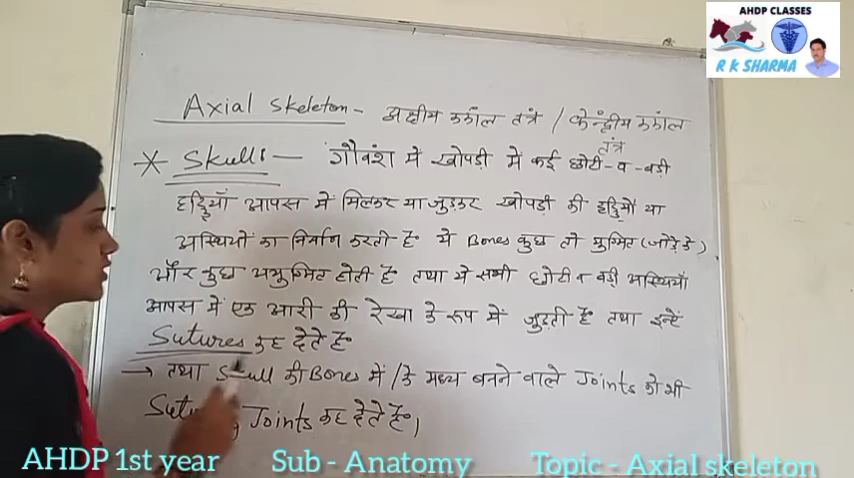 AHDP CLASSES
R K SHARMA
Axial Skeleton - अक्षीय कंकाल तंत्र / केन्द्रीय कंकाल
तंत्र
* Skull :- गौवंश में खोपड़ी में कई छोटी-व-बड़ी
हड्डियाँ आपस में मिलकर या जुड़कर खोपड़ी की हड्डियों या
अस्थियों का निर्माण करती है ये Bones कुछ तो युग्मित (जोड़े)
और कुछ अयुग्मित होती है तथा ये सभी छोटी व बड़ी अस्थियाँ
आपस में एक आरी की रेखा के रूप में जुड़ती है तथा इन्हें
Sutures कह देते है
→ तथा Skull की Bones में / के मध्य बनने वाले Joints को भी
Joints कह देते है,
AHDP 1st year Sub - Anatomy Topic - Axial skeleton